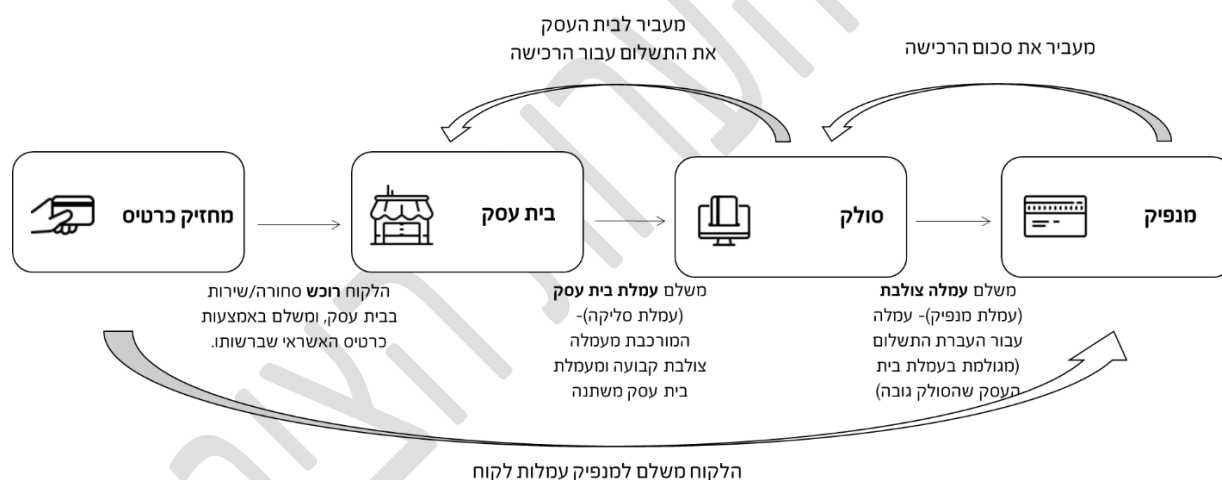 מעביר לבית העסק
את התשלום עבור הרכישה
מעביר את סכום הרכישה
מחזיק כרטיס
בית עסק
סולק
מנפיק
הלקוח רוכש סחורה/שירות
בבית עסק, ומשלם באמצעות
כרטיס האשראי שברשותו.
משלם עמלת בית עסק
(עמלת סליקה)-
המורכבת מעמלה
צולבת קבועה ומעמלת
בית עסק משתנה
משלם עמלה צולבת
(עמלת מנפיק)- עמלה
עבור העברת התשלום
(מגולמת בעמלת בית
העסק שהסולק גובה)
הלקוח משלם למנפיק עמלות לקוח